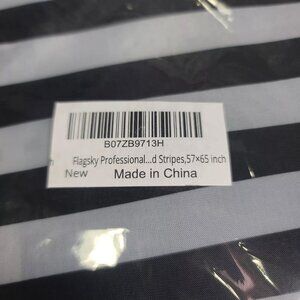 B07ZB9713H
Flagsky Professional...d Stripes,57×65 inch
New
Made in China